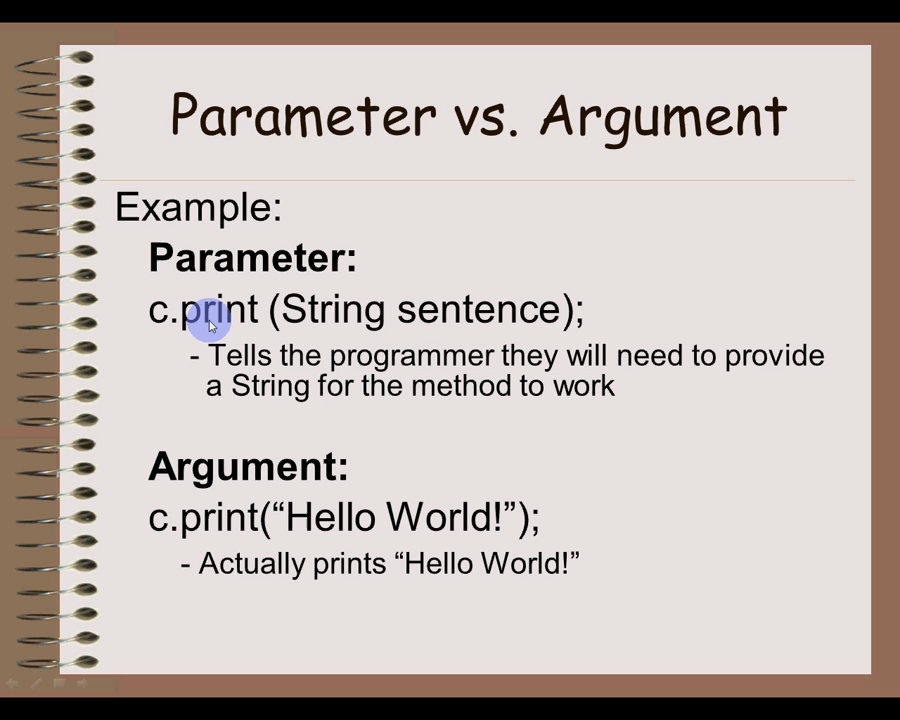 Parameter vs. Argument
Example:
Parameter:
c.print (String sentence);
- Tells the programmer they will need to provide
a String for the method to work
Argument:
c.print(“Hello World!”);
- Actually prints “Hello World!”